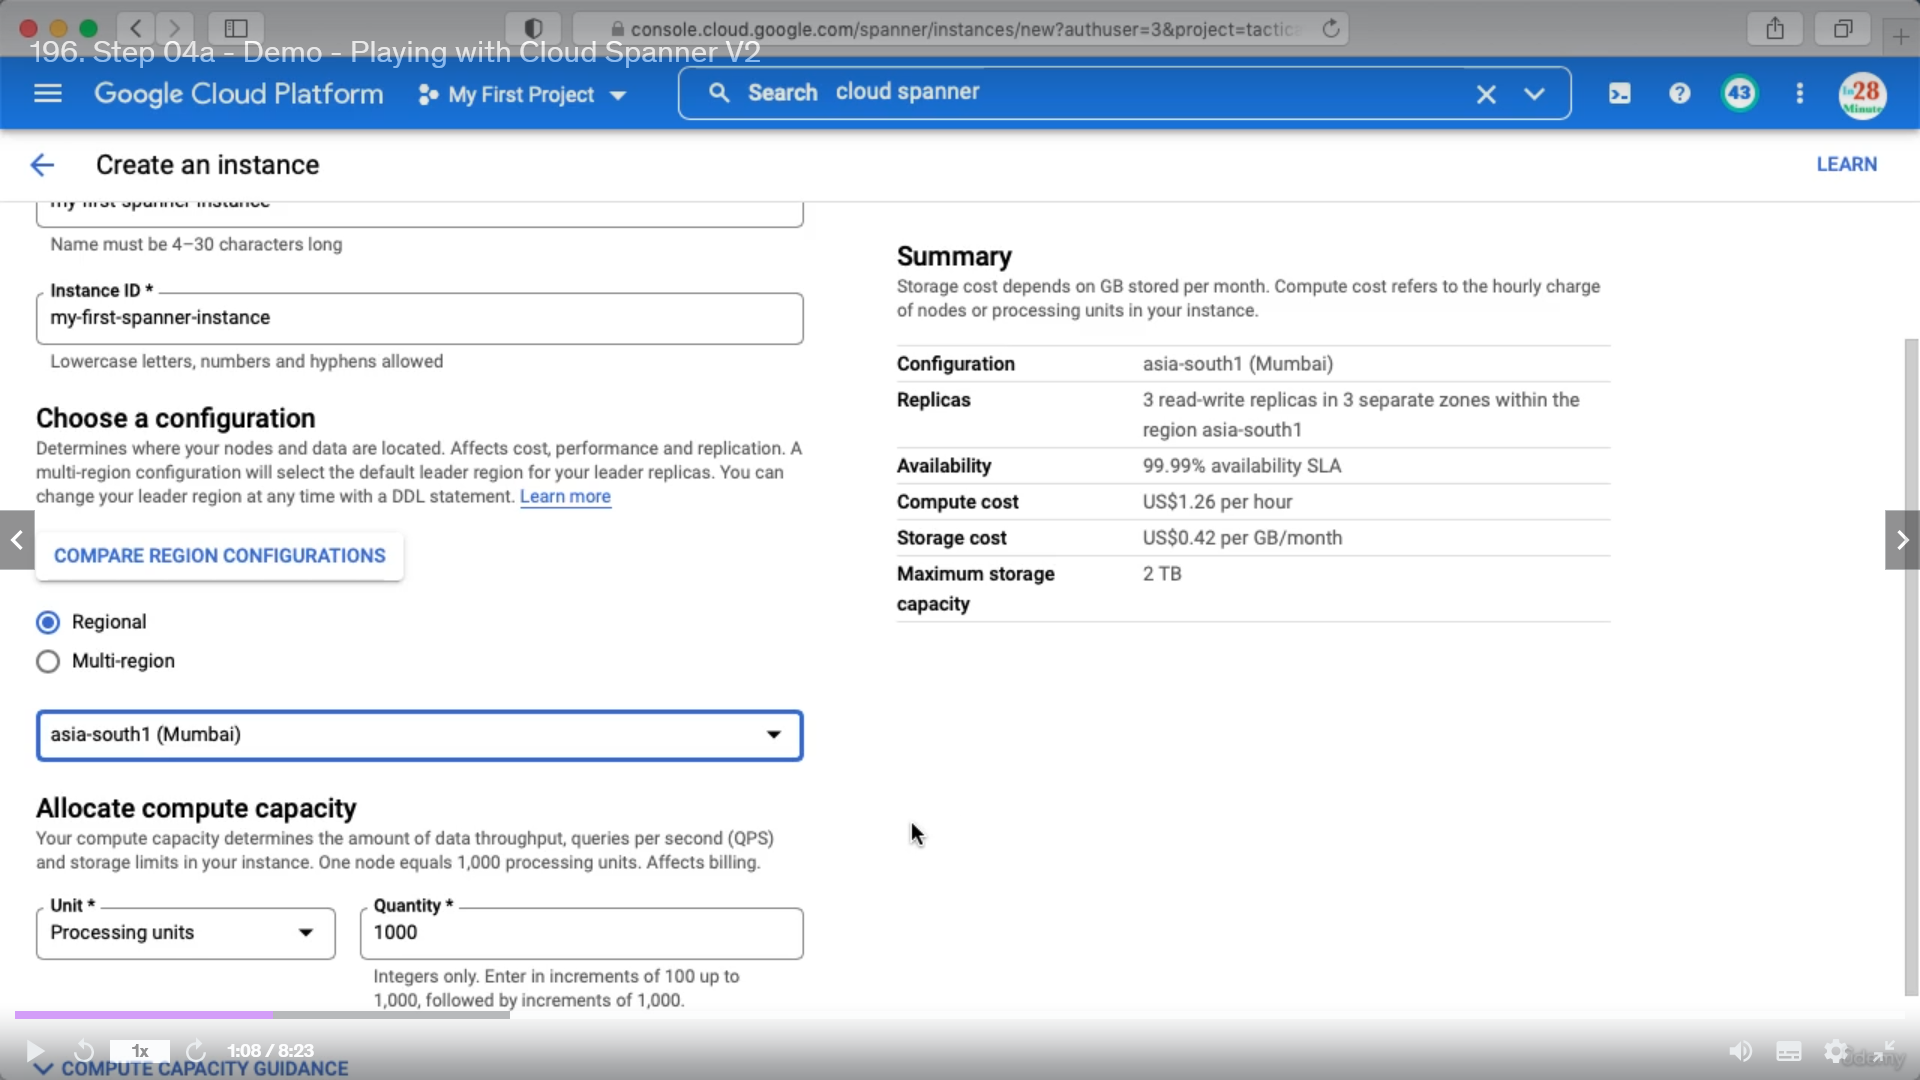 console.cloud.google.com/spanner/instances/new?authuser=3&project=tactic
196. Step 04a - Demo - Playing with Cloud Spanner V2
Google Cloud Platform
My First Project
Search cloud spanner
43
in28
Minutes
Create an instance
LEARN
my-first-spanner-instance
Name must be 4–30 characters long
Instance ID *
my-first-spanner-instance
Lowercase letters, numbers and hyphens allowed
Choose a configuration
Determines where your nodes and data are located. Affects cost, performance and replication. A
multi-region configuration will select the default leader region for your leader replicas. You can
change your leader region at any time with a DDL statement. Learn more
COMPARE REGION CONFIGURATIONS
Regional
Multi-region
asia-south1 (Mumbai)
Allocate compute capacity
Your compute capacity determines the amount of data throughput, queries per second (QPS)
and storage limits in your instance. One node equals 1,000 processing units. Affects billing.
Unit *
Processing units
Quantity *
1000
Integers only. Enter in increments of 100 up to
1,000, followed by increments of 1,000.
COMPUTE CAPACITY GUIDANCE
Summary
Storage cost depends on GB stored per month. Compute cost refers to the hourly charge
of nodes or processing units in your instance.
Configuration asia-south1 (Mumbai)
Replicas 3 read-write replicas in 3 separate zones within the
region asia-south1
Availability 99.99% availability SLA
Compute cost US$1.26 per hour
Storage cost US$0.42 per GB/month
Maximum storage 2 TB
capacity
1x
1:08 / 8:23
Udemy